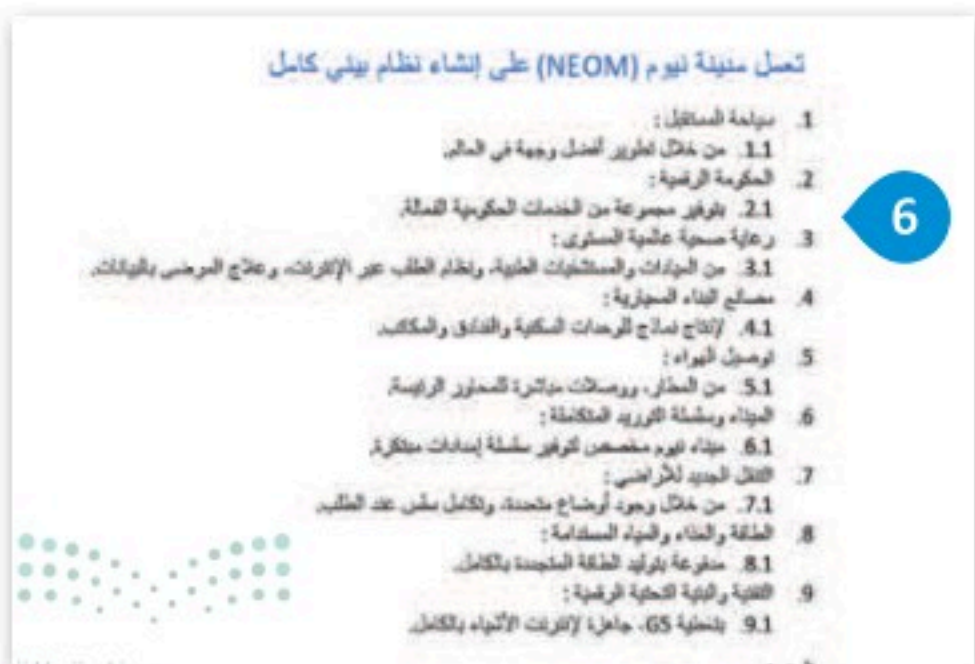 تعمل مدينة نيوم (NEOM) على إنشاء نظام بيئي كامل
1. سياحة المستقبل:
1.1. من خلال تطوير أفضل وجهة في العالم.
2. الحكومة الرقمية:
2.1. بتوفير مجموعة من الخدمات الحكومية الفعالة.
3. رعاية صحية عالمية المستوى:
3.1. من العيادات والمستشفيات الطبية، ونظام الطلب عبر الإنترنت، وعلاج المرضى بالبيانات.
4. مصانع البناء المعيارية:
4.1. لإنتاج نماذج للوحدات السكنية والفنادق والمكاتب.
5. توصيل الهواء:
5.1. من المطار، ووصلات مباشرة للمحاور الرئيسة.
6. الميناء وسلسلة التوريد المتكاملة:
6.1. ميناء نيوم مخصص لتوفير سلسلة إمدادات مبتكرة.
7. التنقل الجديد للأراضي:
7.1. من خلال وجود أوضاع متعددة، وتكامل سلس عند الطلب.
8. الطاقة والغذاء والمياه المستدامة:
8.1. مدفوعة بتوليد الطاقة المتجددة بالكامل.
9. التقنية والبنية التحتية الرقمية:
9.1. بتغطية 5G، جاهزة لإنترنت الأشياء بالكامل.
6